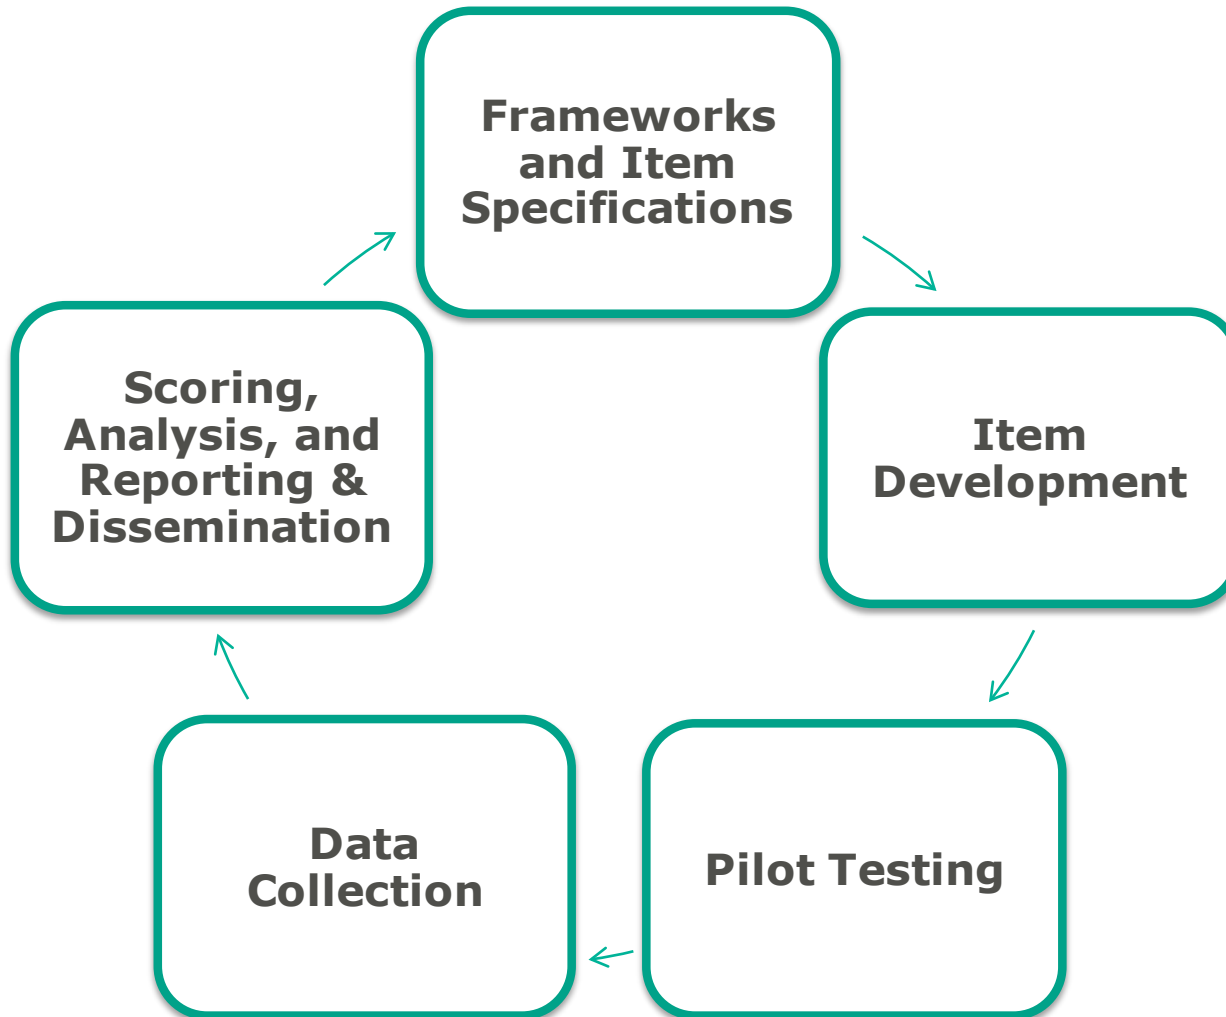 Frameworks
and Item
Specifications
Item
Development
Pilot Testing
Data
Collection
Scoring,
Analysis, and
Reporting &
Dissemination